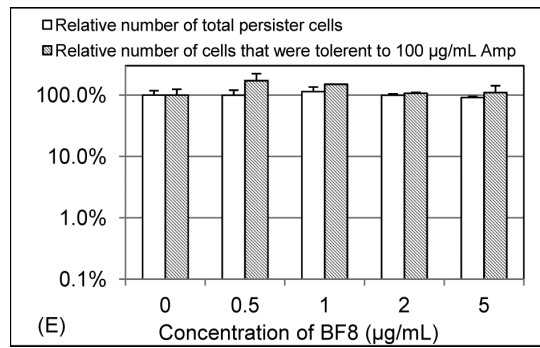 Relative number of total persister cells
Relative number of cells that were tolerent to 100 µg/mL Amp
100.0%
10.0%
1.0%
0.1%
0 0.5 1 2 5
(E)
Concentration of BF8 (µg/mL)